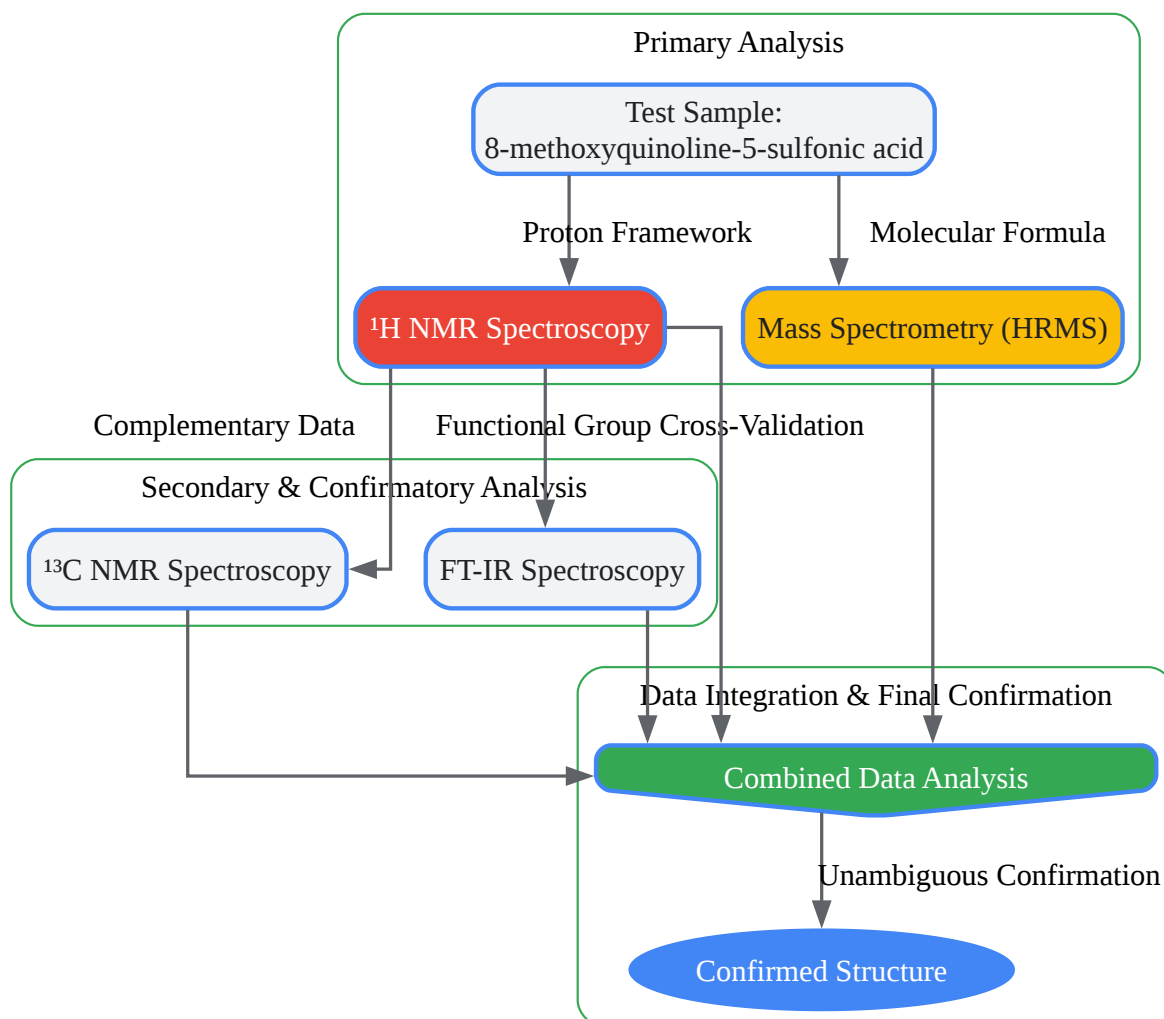 Primary Analysis
Test Sample:
8-methoxyquinoline-5-sulfonic acid
Proton Framework
Molecular Formula
¹H NMR Spectroscopy
Mass Spectrometry (HRMS)
Complementary Data
Functional Group Cross-Validation
Secondary & Confirmatory Analysis
¹³C NMR Spectroscopy
FT-IR Spectroscopy
Data Integration & Final Confirmation
Combined Data Analysis
Unambiguous Confirmation
Confirmed Structure